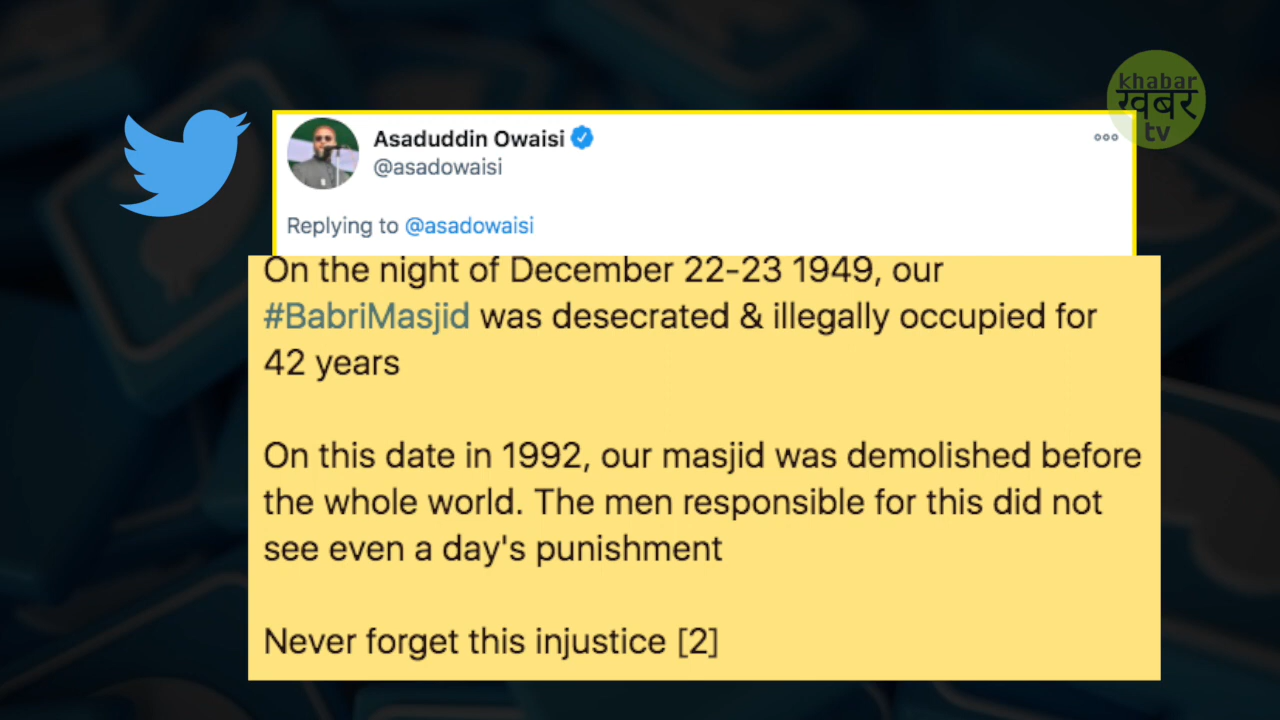 khabar
खबर
tv
Asaduddin Owaisi
@asadowaisi
Replying to @asadowaisi
On the night of December 22-23 1949, our
#BabriMasjid was desecrated & illegally occupied for
42 years
On this date in 1992, our masjid was demolished before
the whole world. The men responsible for this did not
see even a day's punishment
Never forget this injustice [2]